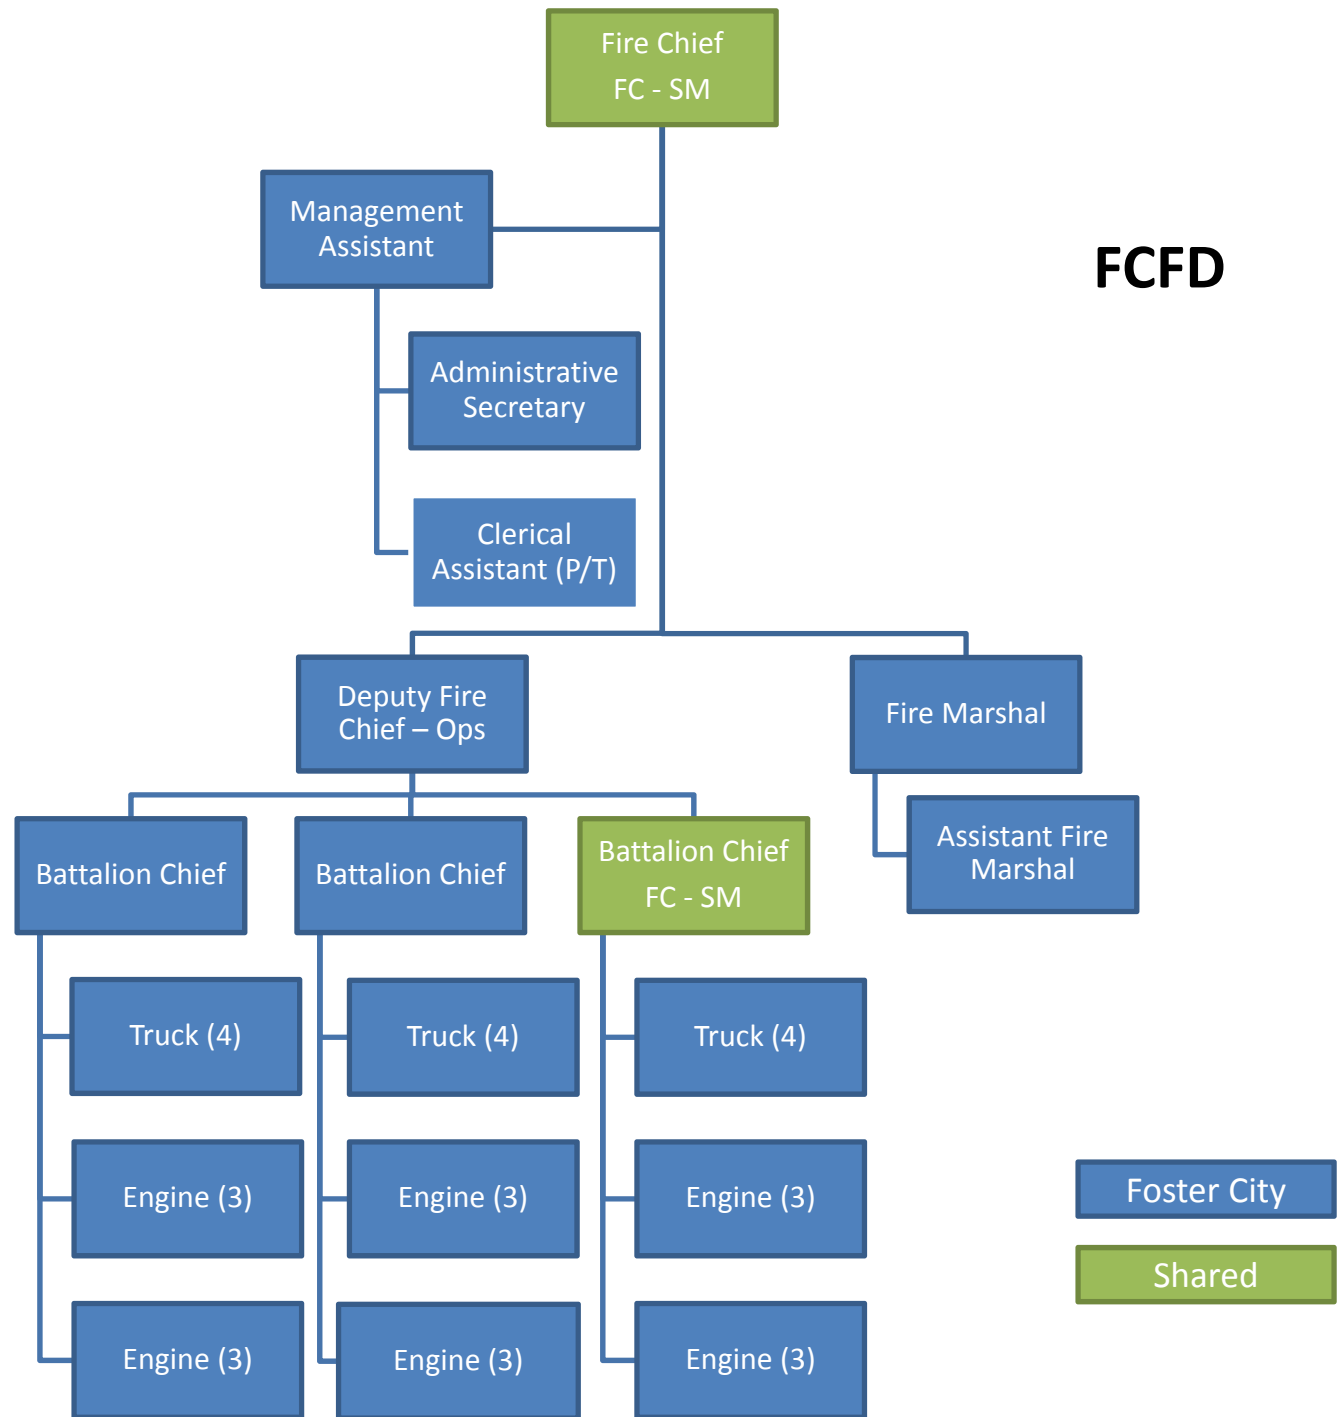 Fire Chief
FC - SM
Management
Assistant
FCFD
Administrative
Secretary
Clerical
Assistant (P/T)
Deputy Fire
Chief – Ops
Fire Marshal
Battalion Chief
Battalion Chief
Battalion Chief
FC - SM
Assistant Fire
Marshal
Truck (4)
Truck (4)
Truck (4)
Engine (3)
Engine (3)
Engine (3)
Foster City
Shared
Engine (3)
Engine (3)
Engine (3)